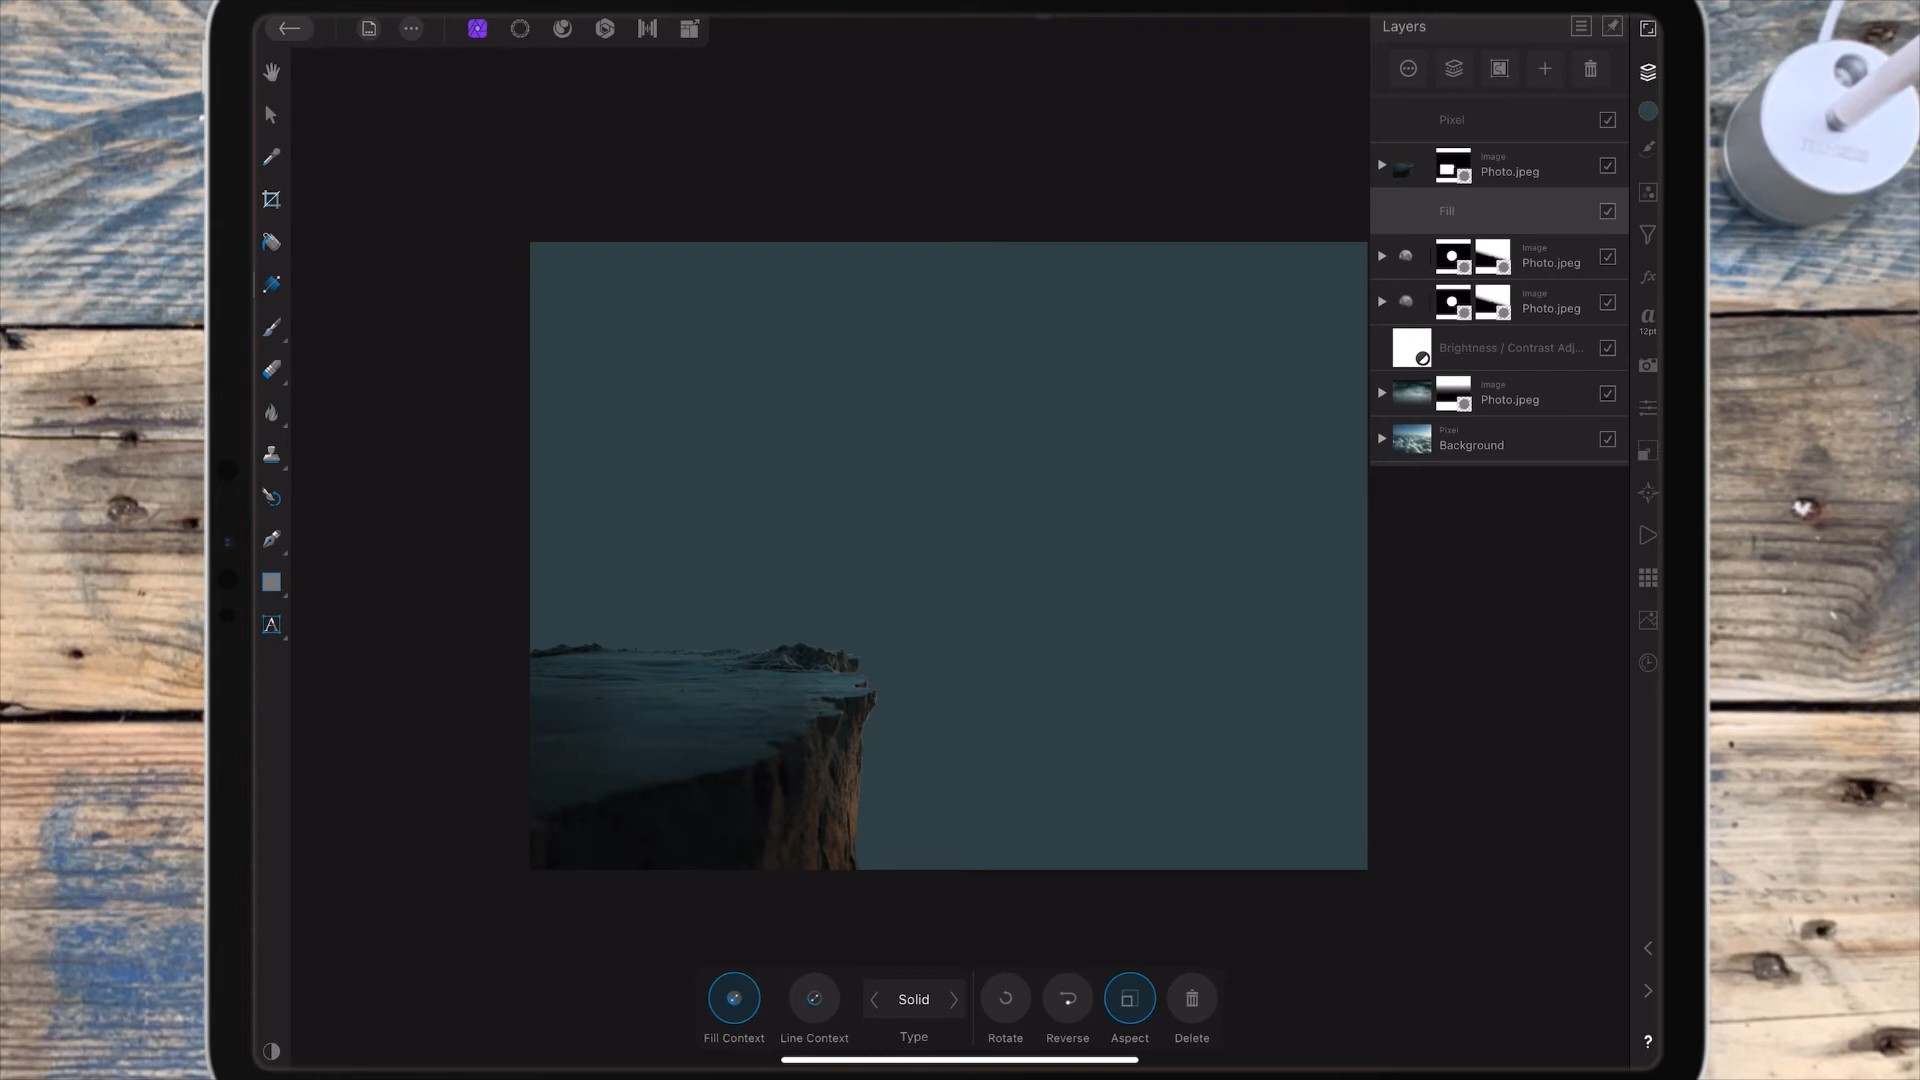 Layers
Pixel
Image
Photo.jpeg
Fill
Image
Photo.jpeg
Image
Photo.jpeg
Brightness / Contrast Adj...
Image
Photo.jpeg
Pixel
Background
a
12pt
A
Solid
Fill Context
Line Context
Type
Rotate
Reverse
Aspect
Delete
?